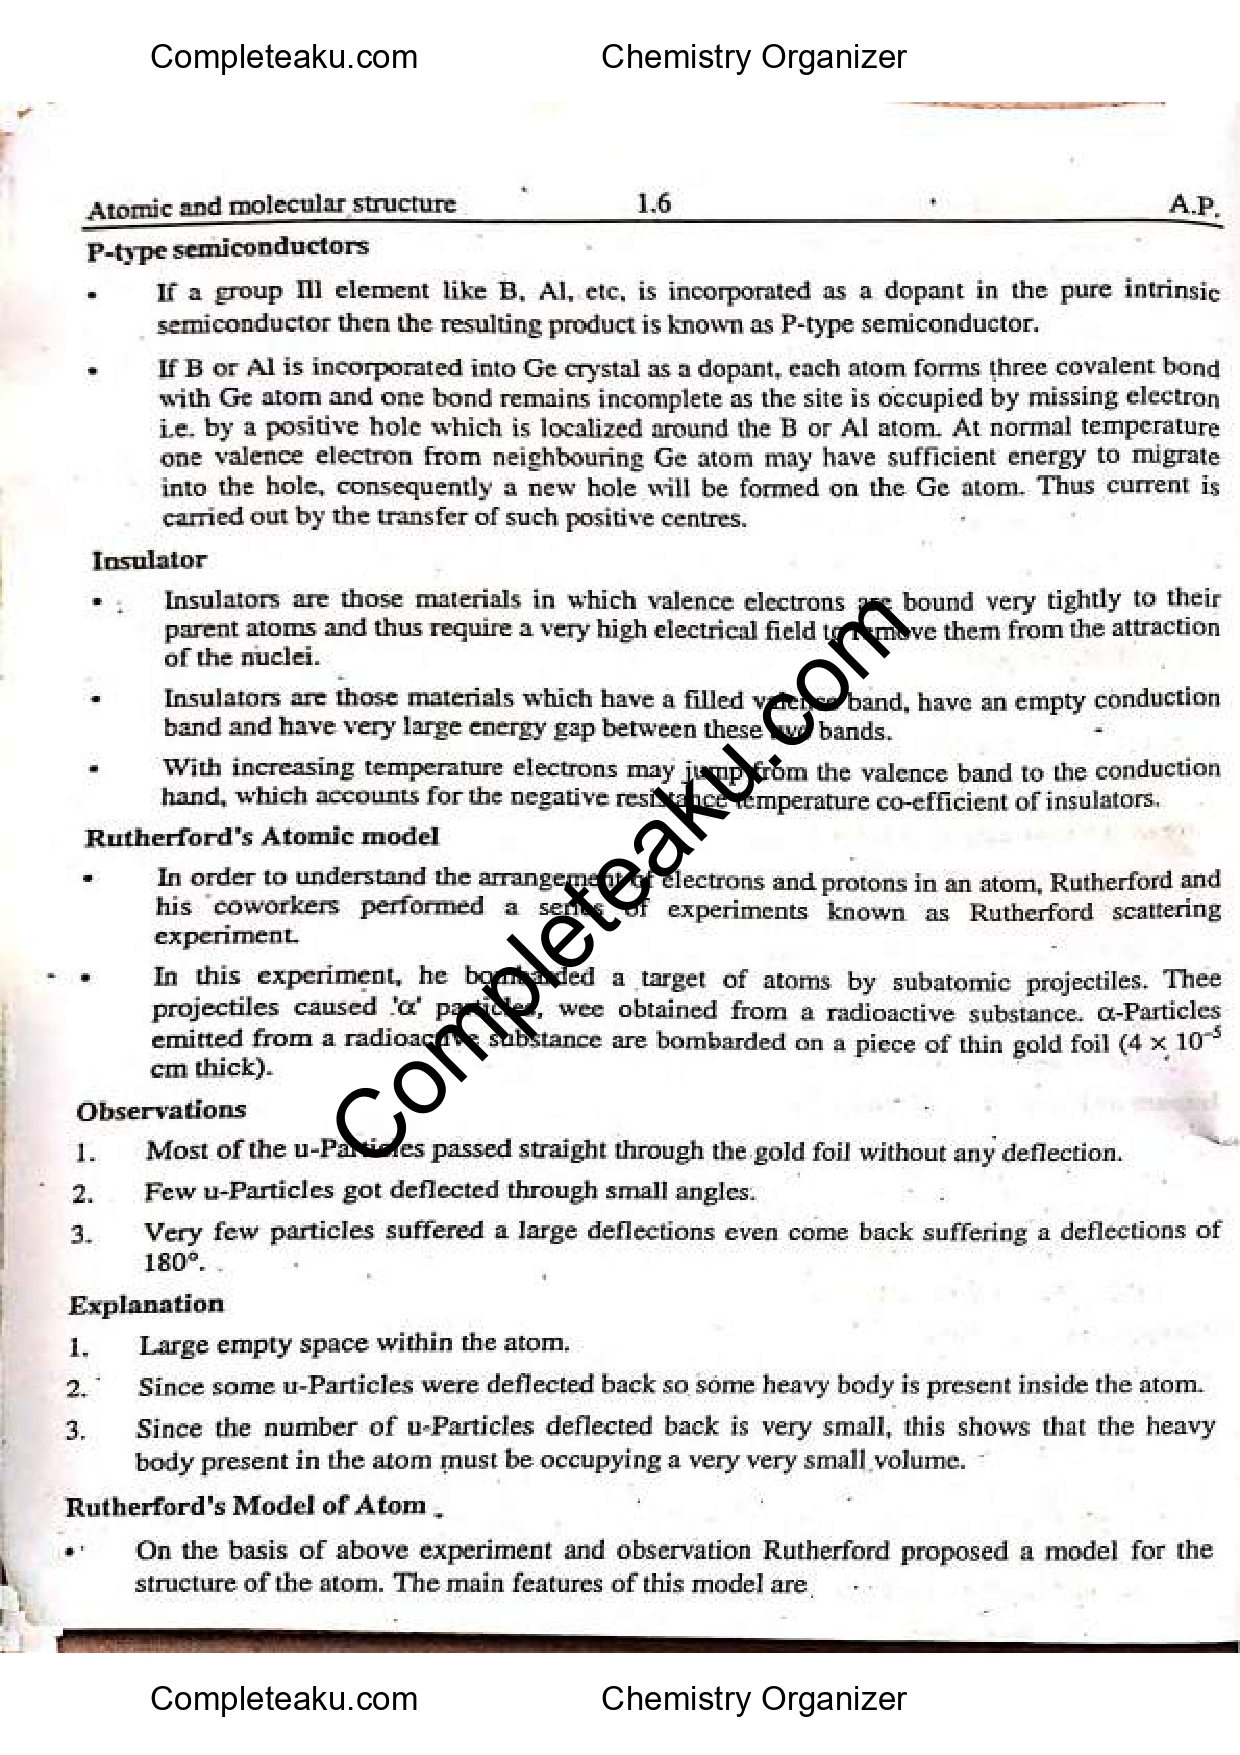 Completeaku.com Chemistry Organizer
Atomic and molecular structure 1.6 A.P.
P-type semiconductors
• If a group III element like B, Al, etc, is incorporated as a dopant in the pure intrinsic
semiconductor then the resulting product is known as P-type semiconductor.
• If B or Al is incorporated into Ge crystal as a dopant, each atom forms three covalent bond
with Ge atom and one bond remains incomplete as the site is occupied by missing electron
i.e. by a positive hole which is localized around the B or Al atom. At normal temperature
one valence electron from neighbouring Ge atom may have sufficient energy to migrate
into the hole, consequently a new hole will be formed on the Ge atom. Thus current is
carried out by the transfer of such positive centres.
Insulator
• Insulators are those materials in which valence electrons are bound very tightly to their
parent atoms and thus require a very high electrical field to remove them from the attraction
of the nuclei.
• Insulators are those materials which have a filled valence band, have an empty conduction
band and have very large energy gap between these two bands.
• With increasing temperature electrons may jump from the valence band to the conduction
hand, which accounts for the negative resistance temperature co-efficient of insulators.
Rutherford's Atomic model
• In order to understand the arrangement of electrons and protons in an atom, Rutherford and
his coworkers performed a series of experiments known as Rutherford scattering
experiment.
• In this experiment, he bombarded a target of atoms by subatomic projectiles. Thee
projectiles caused 'α' particles, wee obtained from a radioactive substance. α-Particles
emitted from a radioactive substance are bombarded on a piece of thin gold foil (4 × 10⁻⁵
cm thick).
Observations
1. Most of the u-Particles passed straight through the gold foil without any deflection.
2. Few u-Particles got deflected through small angles.
3. Very few particles suffered a large deflections even come back suffering a deflections of
180°.
Explanation
1. Large empty space within the atom.
2. Since some u-Particles were deflected back so some heavy body is present inside the atom.
3. Since the number of u-Particles deflected back is very small, this shows that the heavy
body present in the atom must be occupying a very very small volume.
Rutherford's Model of Atom
• On the basis of above experiment and observation Rutherford proposed a model for the
structure of the atom. The main features of this model are
Completeaku.com
Completeaku.com Chemistry Organizer